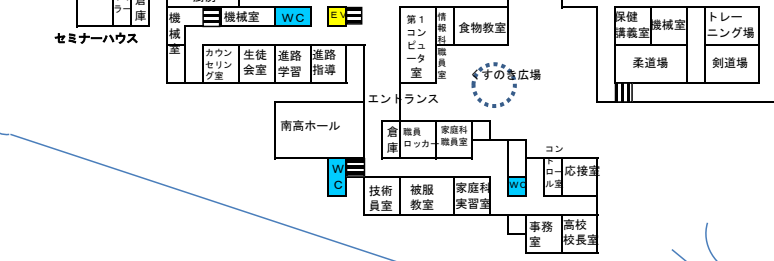 ラー
倉
庫
セミナーハウス
機
械
室
機械室
ＷＣ
ＥＶ
カウン
セリン
グ室
生徒
会室
進路
学習
進路
指導
第１
コン
ピュ
ータ
室
情
報
科
職
員
室
食物教室
くすのき広場
保健
講義室
機械室
トレー
ニング場
柔道場
剣道場
エントランス
南高ホール
倉
庫
職員
ロッカー
家庭科
職員室
ＷＣ
技術
員室
被服
教室
家庭科
実習室
ＷＣ
コン
トロ
ール
室
応接室
事務
室
高校
校長室